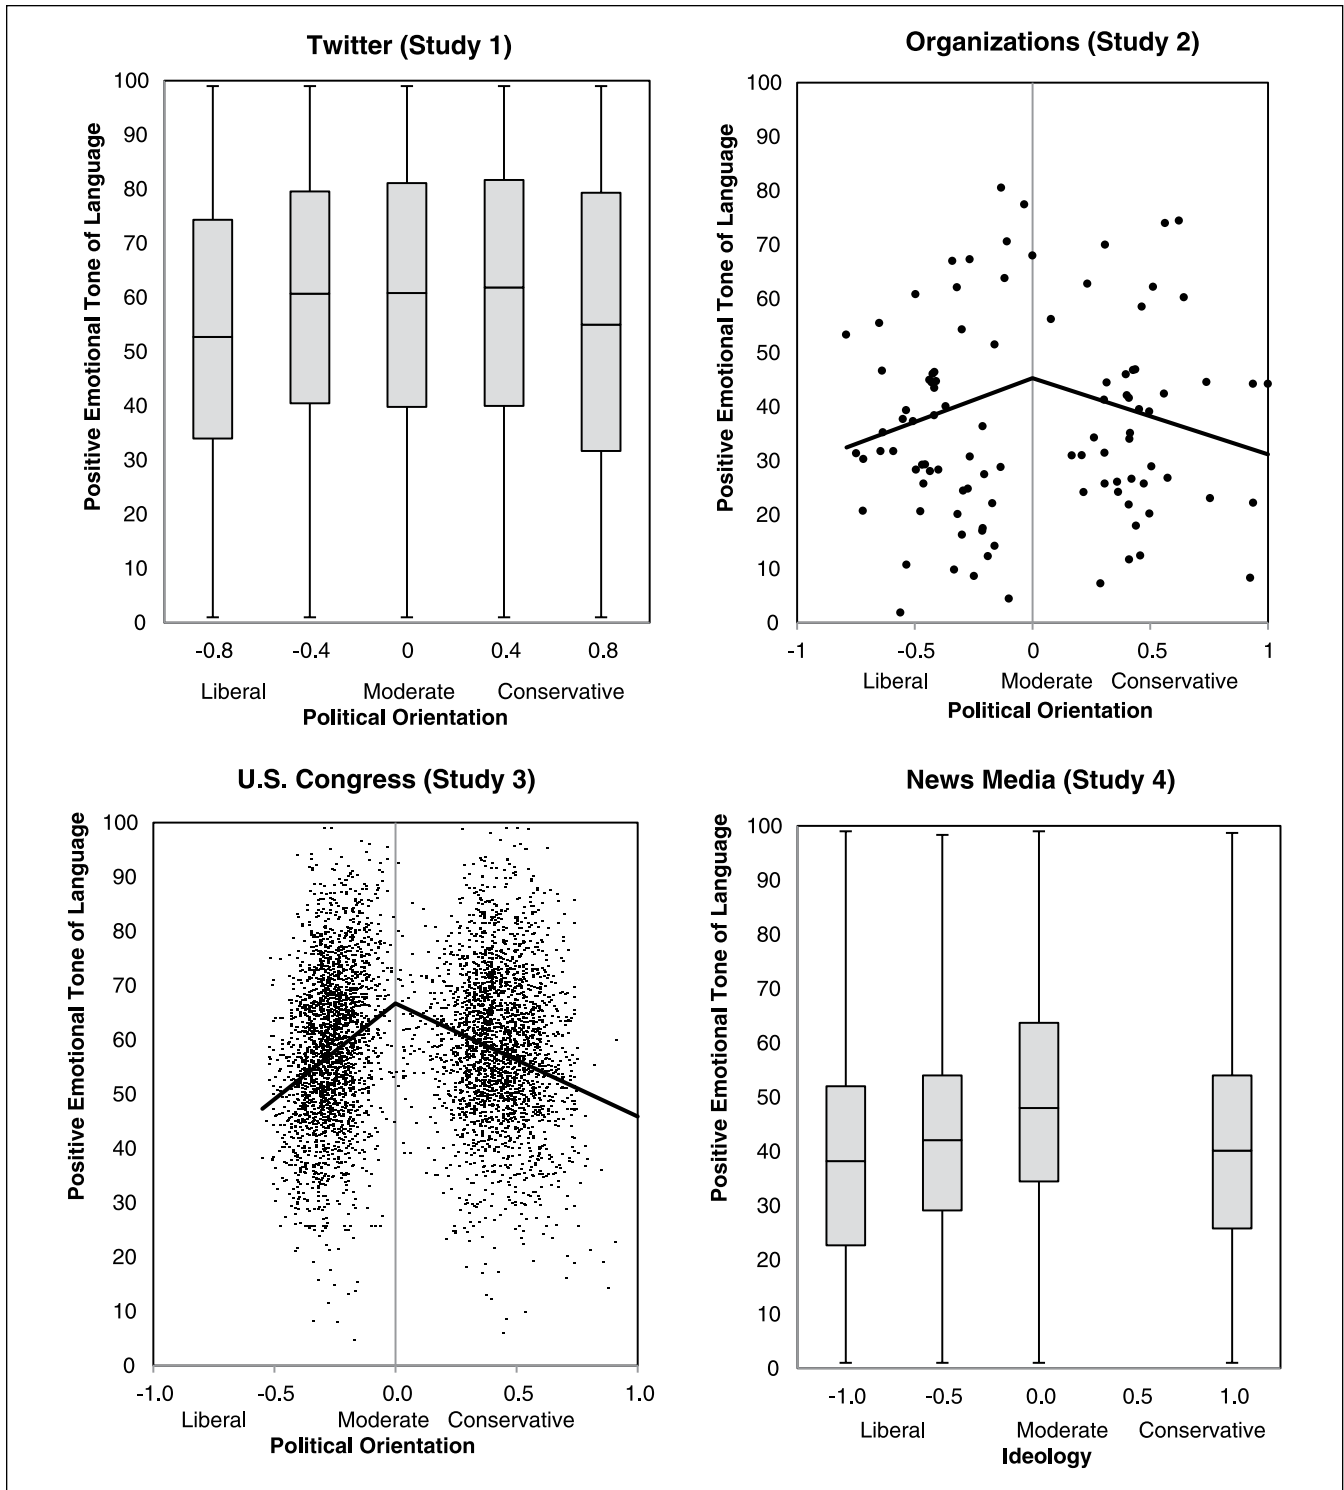 Twitter (Study 1)
Positive Emotional Tone of Language
100
90
80
70
60
50
40
30
20
10
0
-0.8 -0.4 0 0.4 0.8
Liberal Moderate Conservative
Political Orientation
Organizations (Study 2)
Positive Emotional Tone of Language
100
90
80
70
60
50
40
30
20
10
0
-1 -0.5 0 0.5 1
Liberal Moderate Conservative
Political Orientation
U.S. Congress (Study 3)
Positive Emotional Tone of Language
100
90
80
70
60
50
40
30
20
10
0
-1.0 -0.5 0.0 0.5 1.0
Liberal Moderate Conservative
Political Orientation
News Media (Study 4)
Positive Emotional Tone of Language
100
90
80
70
60
50
40
30
20
10
0
-1.0 -0.5 0.0 0.5 1.0
Liberal Moderate Conservative
Ideology